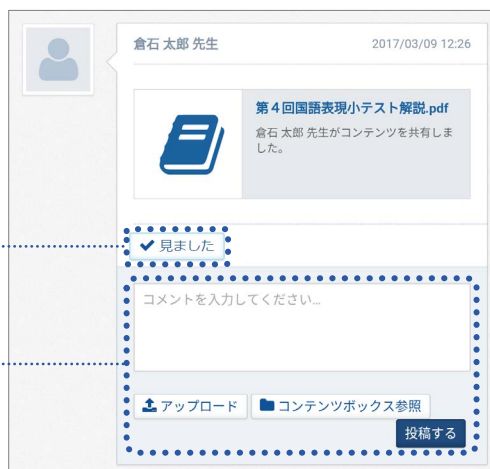 倉石 太郎 先生 2017/03/09 12:26
第4回国語表現小テスト解説.pdf
倉石 太郎 先生がコンテンツを共有しま
した。
見ました
コメントを入力してください...
アップロード コンテンツボックス参照
投稿する